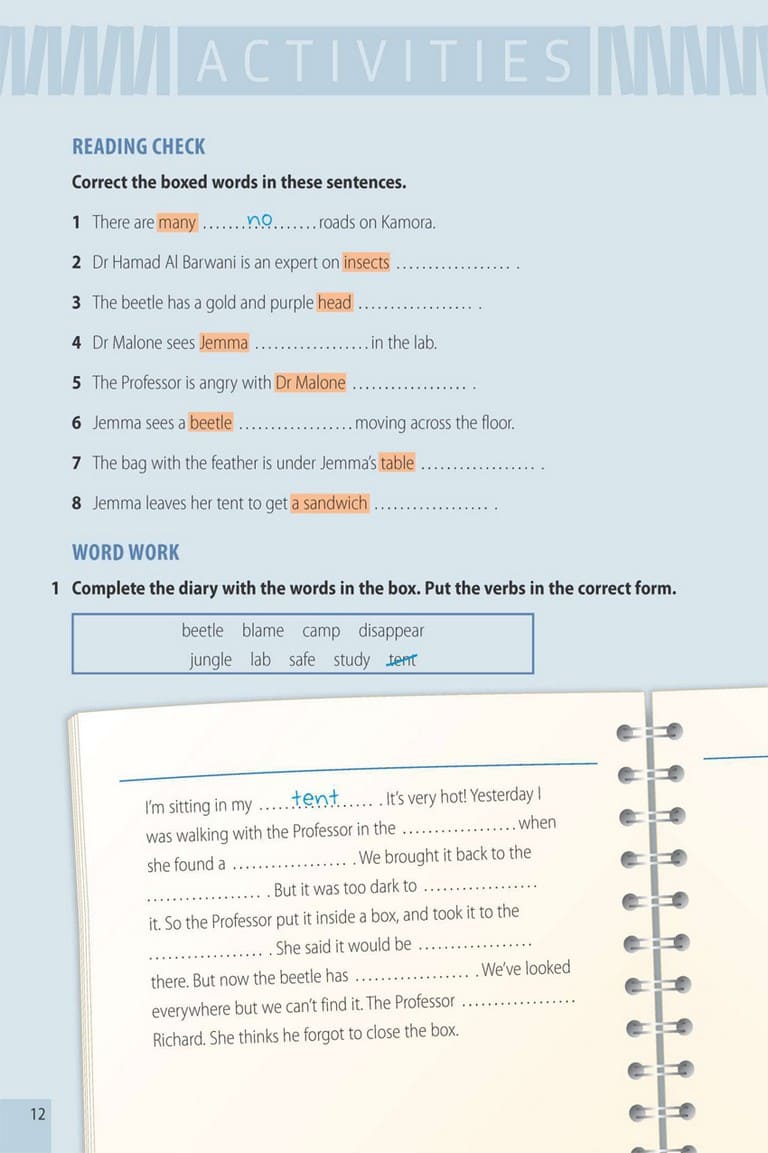 ACTIVITIES
READING CHECK
Correct the boxed words in these sentences.
1 There are many .......no....... roads on Kamora.
2 Dr Hamad Al Barwani is an expert on insects .................. .
3 The beetle has a gold and purple head .................. .
4 Dr Malone sees Jemma .................. in the lab.
5 The Professor is angry with Dr Malone .................. .
6 Jemma sees a beetle .................. moving across the floor.
7 The bag with the feather is under Jemma's table .................. .
8 Jemma leaves her tent to get a sandwich .................. .
WORD WORK
1 Complete the diary with the words in the box. Put the verbs in the correct form.
beetle blame camp disappear
jungle lab safe study tent
I'm sitting in my .....tent..... . It's very hot! Yesterday I
was walking with the Professor in the .................. when
she found a .................. . We brought it back to the
.................. . But it was too dark to ..................
it. So the Professor put it inside a box, and took it to the
.................. . She said it would be ..................
there. But now the beetle has .................. . We've looked
everywhere but we can't find it. The Professor ..................
Richard. She thinks he forgot to close the box.
12